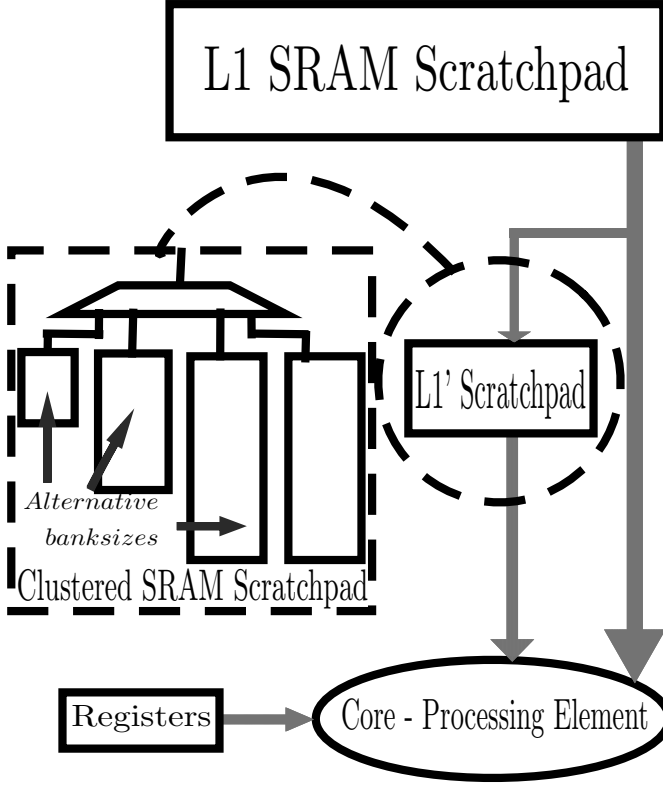 L1 SRAM Scratchpad
L1' Scratchpad
Alternative
banksizes
Clustered SRAM Scratchpad
Registers
Core - Processing Element